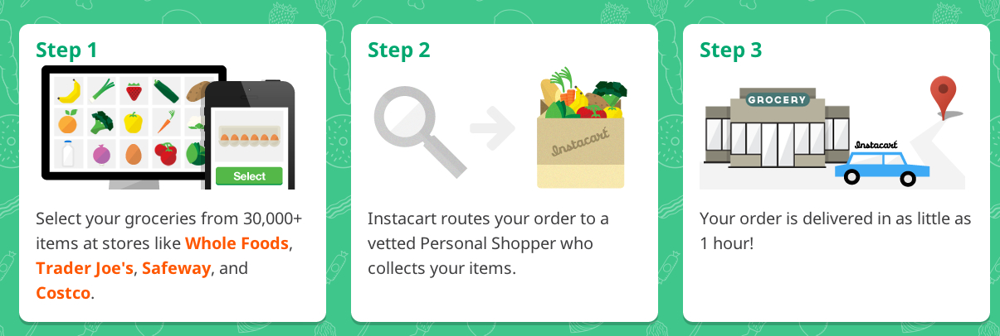 Step 1
Select
Select your groceries from 30,000+
items at stores like Whole Foods,
Trader Joe's, Safeway, and
Costco.
Step 2
Instacart
Instacart routes your order to a
vetted Personal Shopper who
collects your items.
Step 3
GROCERY
Instacart
Your order is delivered in as little as
1 hour!